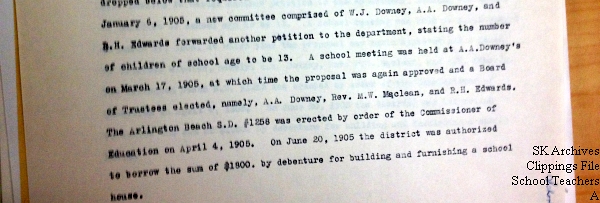 dropped below that
January 6, 1905, a new committee comprised of W.J. Downey, A.A. Downey, and
R.H. Edwards forwarded another petition to the department, stating the number
of children of school age to be 13. A school meeting was held at A.A.Downey's
on March 17, 1905, at which time the proposal was again approved and a Board
of Trustees elected, namely, A.A. Downey, Rev. M.W. Maclean, and R.H. Edwards.
The Arlington Beach S.D. #1258 was erected by order of the Commissioner of
Education on April 4, 1905. On June 20, 1905 the district was authorized
to borrow the sum of $1800. by debenture for building and furnishing a school
house.
SK Archives
Clippings File
School Teachers
A